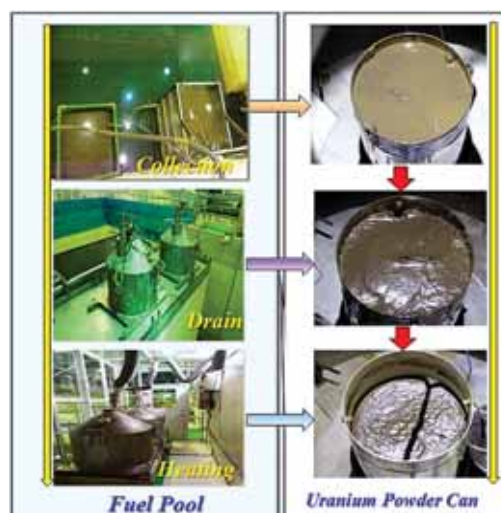 Collection
Drain
Heating
Fuel Pool
Uranium Powder Can